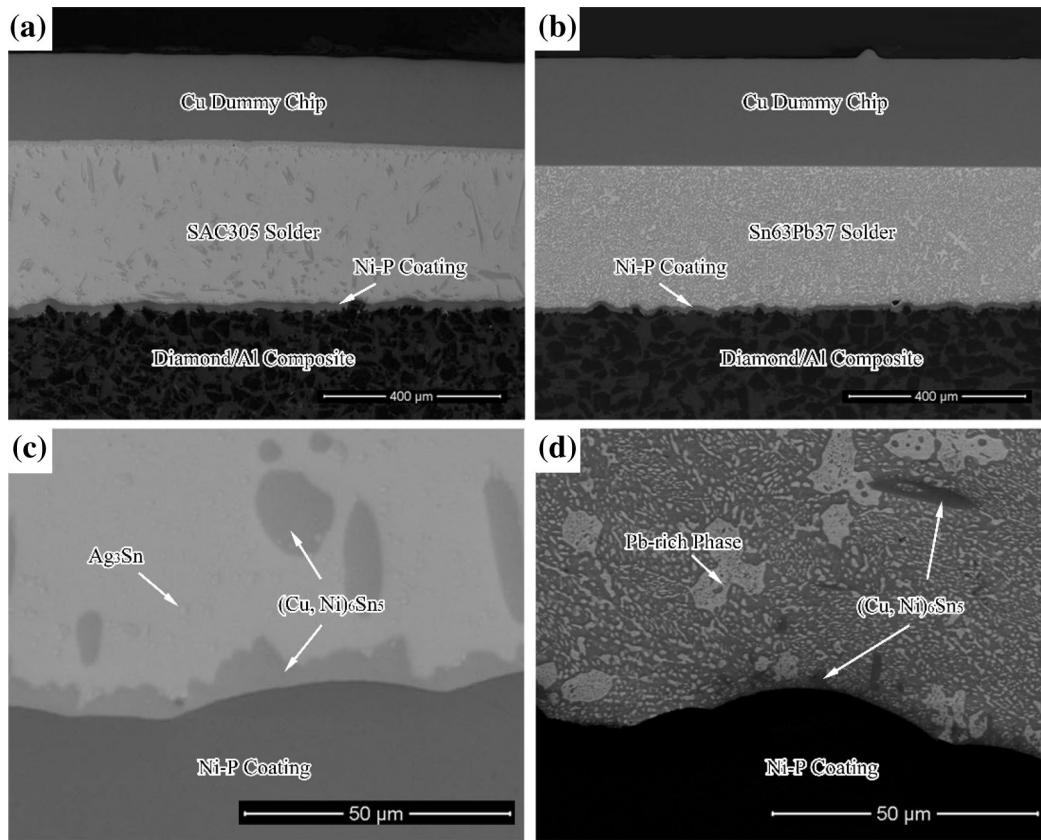 (a)
Cu Dummy Chip
SAC305 Solder
Ni-P Coating
Diamond/Al Composite
400 µm
(b)
Cu Dummy Chip
Sn63Pb37 Solder
Ni-P Coating
Diamond/Al Composite
400 µm
(c)
Ag₃Sn
(Cu, Ni)₆Sn₅
Ni-P Coating
50 µm
(d)
Pb-rich Phase
(Cu, Ni)₆Sn₅
Ni-P Coating
50 µm